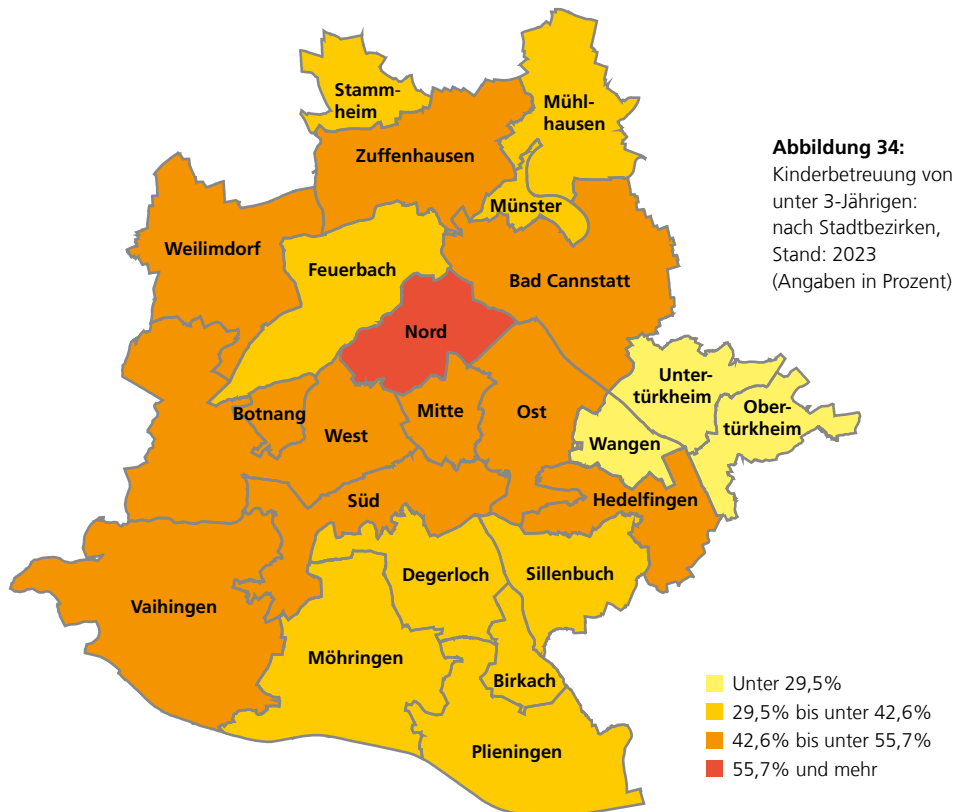 Stamm-
heim
Mühl-
hausen
Zuffenhausen
Münster
Weilimdorf
Feuerbach
Bad Cannstatt
Nord
Unter-
türkheim
Ober-
türkheim
Botnang
West
Mitte
Ost
Wangen
Süd
Hedelfingen
Degerloch
Sillenbuch
Vaihingen
Möhringen
Birkach
Plieningen
Abbildung 34:
Kinderbetreuung von
unter 3-Jährigen:
nach Stadtbezirken,
Stand: 2023
(Angaben in Prozent)
Unter 29,5%
29,5% bis unter 42,6%
42,6% bis unter 55,7%
55,7% und mehr